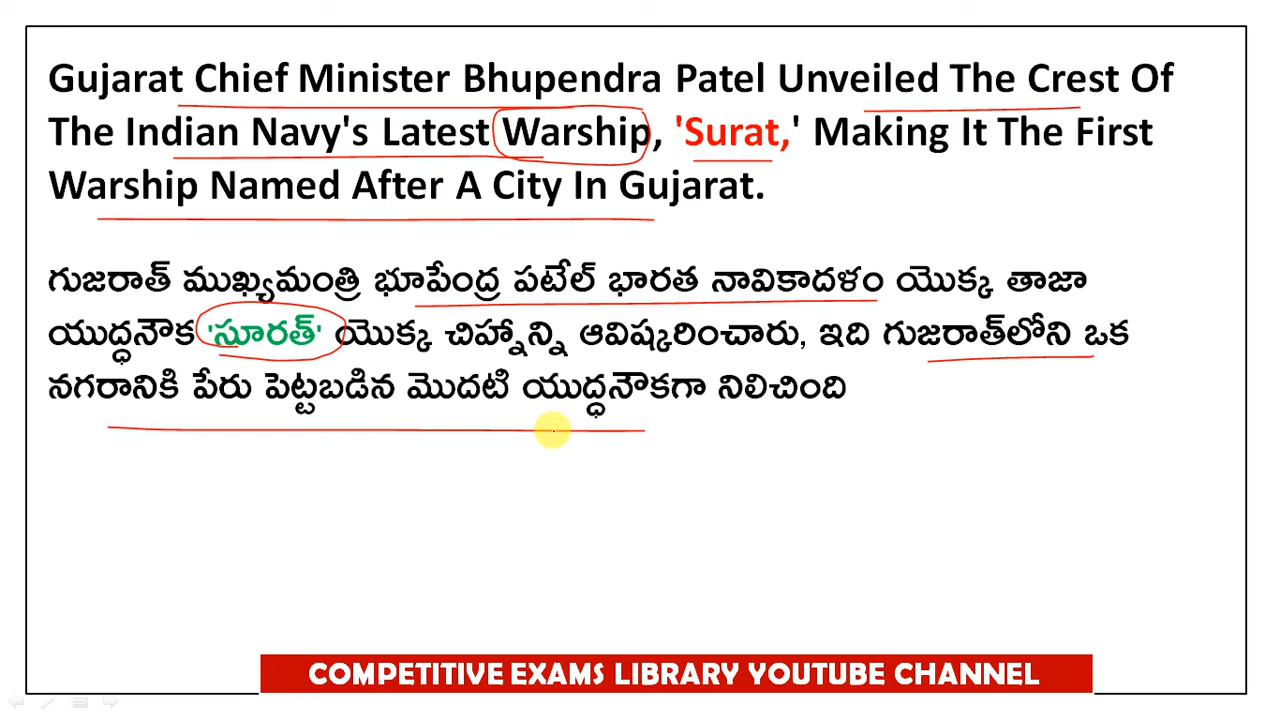 Gujarat Chief Minister Bhupendra Patel Unveiled The Crest Of
The Indian Navy's Latest Warship, 'Surat,' Making It The First
Warship Named After A City In Gujarat.
గుజరాత్ ముఖ్యమంత్రి భూపేంద్ర పటేల్ భారత నావికాదళం యొక్క తాజా
యుద్ధనౌక 'సూరత్' యొక్క చిహ్నాన్ని ఆవిష్కరించారు, ఇది గుజరాత్‌లోని ఒక
నగరానికి పేరు పెట్టబడిన మొదటి యుద్ధనౌకగా నిలిచింది
COMPETITIVE EXAMS LIBRARY YOUTUBE CHANNEL